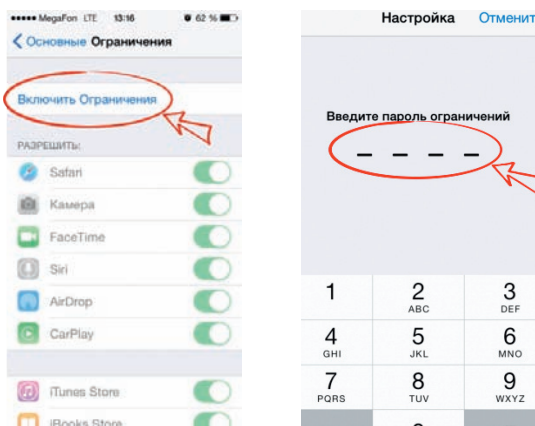 MegaFon LTE 13:16 62 %
Основные Ограничения
Включить Ограничения
РАЗРЕШИТЬ:
Safari
Камера
FaceTime
Siri
AirDrop
CarPlay
iTunes Store
iBooks Store
Настройка Отменит
Введите пароль ограничений
1 2 3
ABC DEF
4 5 6
GHI JKL MNO
7 8 9
PQRS TUV WXYZ